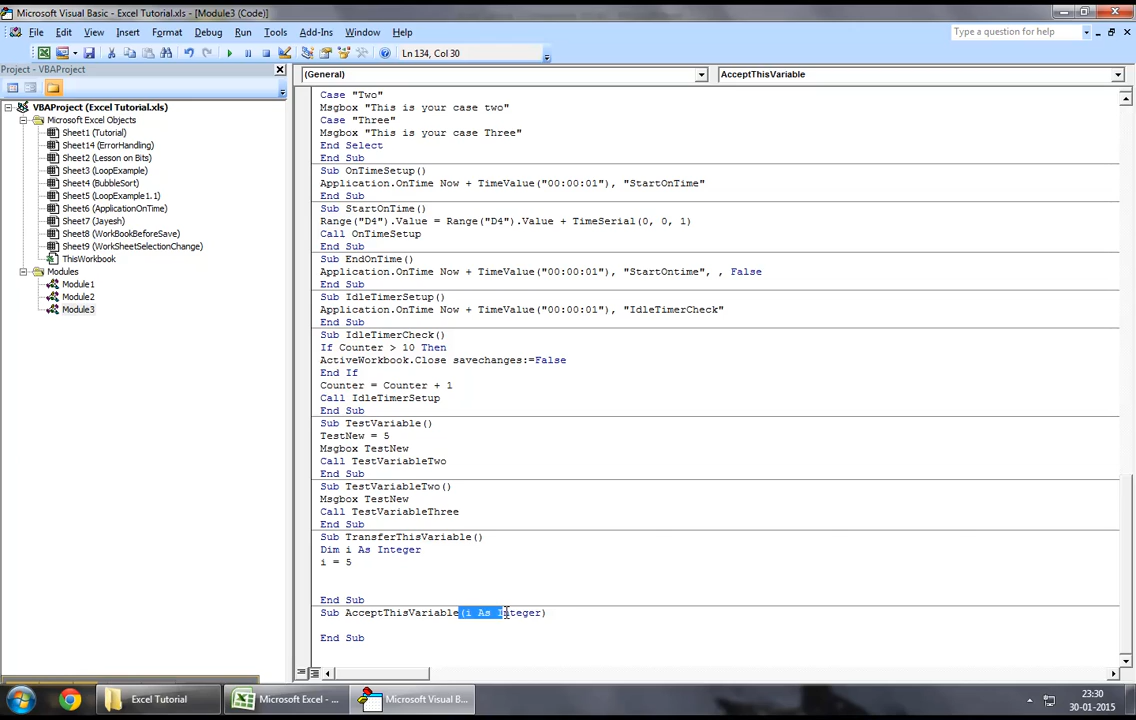 Microsoft Visual Basic - Excel Tutorial.xls - [Module3 (Code)]
File Edit View Insert Format Debug Run Tools Add-Ins Window Help
Type a question for help
Ln 134, Col 30
Project - VBAProject
(General)
AcceptThisVariable
VBAProject (Excel Tutorial.xls)
Microsoft Excel Objects
Sheet1 (Tutorial)
Sheet14 (ErrorHandling)
Sheet2 (Lesson on Bits)
Sheet3 (LoopExample)
Sheet4 (BubbleSort)
Sheet5 (LoopExample1.1)
Sheet6 (ApplicationOnTime)
Sheet7 (Jayesh)
Sheet8 (WorkBookBeforeSave)
Sheet9 (WorkSheetSelectionChange)
ThisWorkbook
Modules
Module1
Module2
Module3
Case "Two"
Msgbox "This is your case two"
Case "Three"
Msgbox "This is your case Three"
End Select
End Sub
Sub OnTimeSetup()
Application.OnTime Now + TimeValue("00:00:01"), "StartOnTime"
End Sub
Sub StartOnTime()
Range("D4").Value = Range("D4").Value + TimeSerial(0, 0, 1)
Call OnTimeSetup
End Sub
Sub EndOnTime()
Application.OnTime Now + TimeValue("00:00:01"), "StartOntime", , False
End Sub
Sub IdleTimerSetup()
Application.OnTime Now + TimeValue("00:00:01"), "IdleTimerCheck"
End Sub
Sub IdleTimerCheck()
If Counter > 10 Then
ActiveWorkbook.Close savechanges:=False
End If
Counter = Counter + 1
Call IdleTimerSetup
End Sub
Sub TestVariable()
TestNew = 5
Msgbox TestNew
Call TestVariableTwo
End Sub
Sub TestVariableTwo()
Msgbox TestNew
Call TestVariableThree
End Sub
Sub TransferThisVariable()
Dim i As Integer
i = 5
End Sub
Sub AcceptThisVariable(i As Integer)
End Sub
Excel Tutorial
Microsoft Excel - ...
Microsoft Visual B...
23:30
30-01-2015